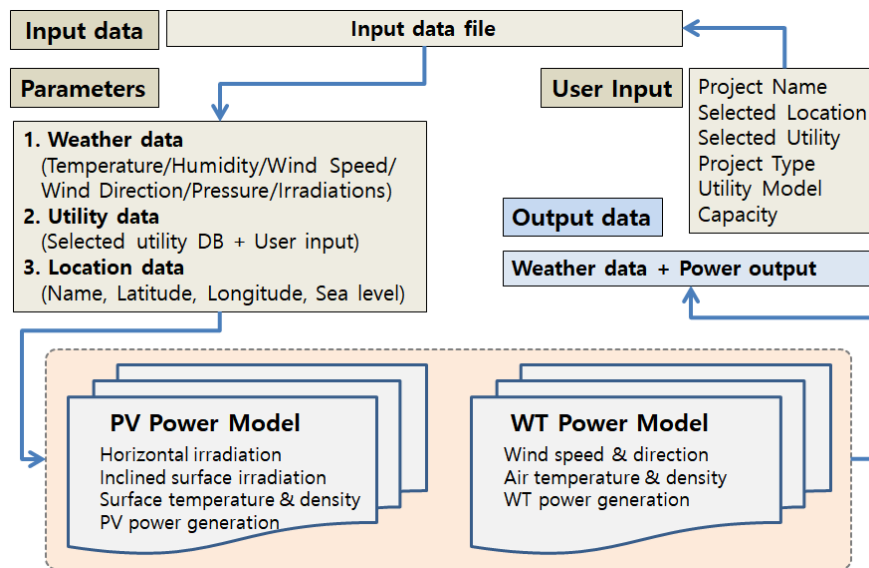 Input data
Input data file
Parameters
1. Weather data
(Temperature/Humidity/Wind Speed/
Wind Direction/Pressure/Irradiations)
2. Utility data
(Selected utility DB + User input)
3. Location data
(Name, Latitude, Longitude, Sea level)
User Input
Project Name
Selected Location
Selected Utility
Project Type
Utility Model
Capacity
Output data
Weather data + Power output
PV Power Model
Horizontal irradiation
Inclined surface irradiation
Surface temperature & density
PV power generation
WT Power Model
Wind speed & direction
Air temperature & density
WT power generation